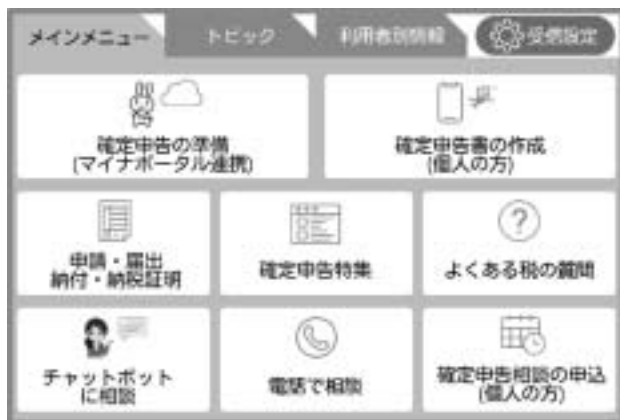 メインメニュー
トピック
利用者別情報
受信設定
確定申告の準備
(マイナポータル連携)
確定申告書の作成
(個人の方)
申請・届出
納付・納税証明
確定申告特集
?
よくある税の質問
チャットボット
に相談
電話で相談
確定申告相談の申込
(個人の方)